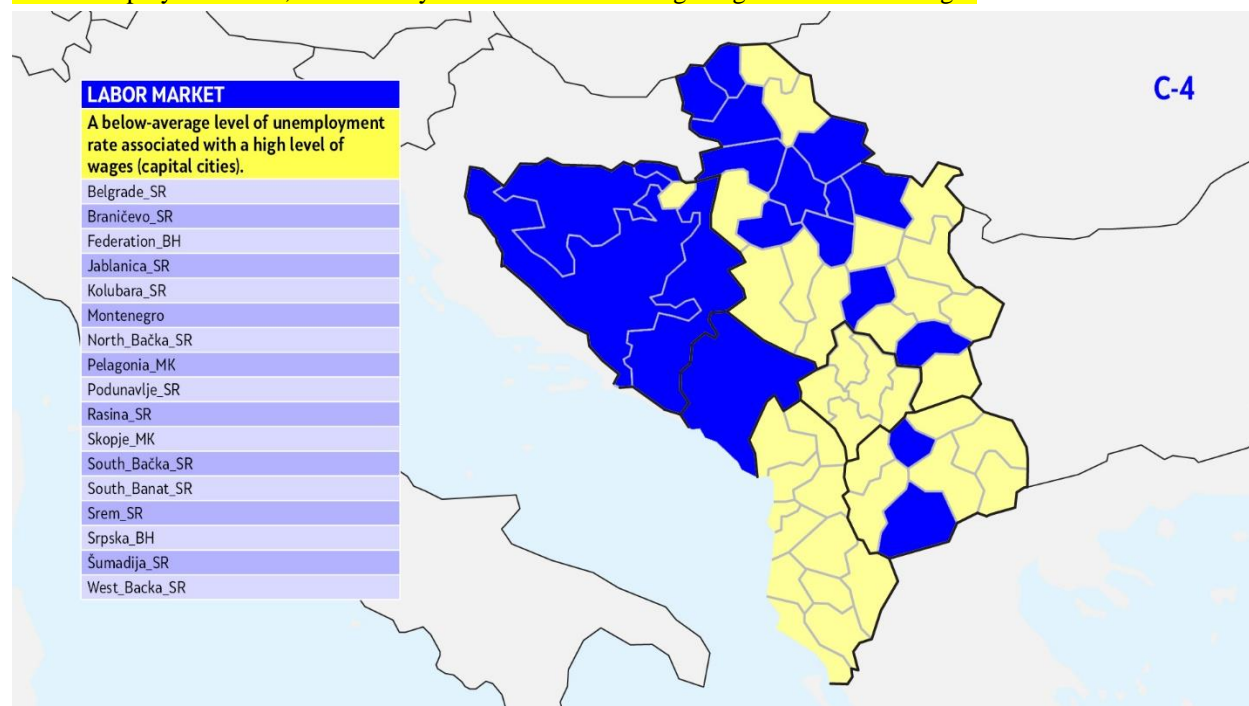 LABOR MARKET
A below-average level of unemployment
rate associated with a high level of
wages (capital cities).
Belgrade_SR
Braničevo_SR
Federation_BH
Jablanica_SR
Kolubara_SR
Montenegro
North_Bačka_SR
Pelagonia_MK
Podunavlje_SR
Rasina_SR
Skopje_MK
South_Bačka_SR
South_Banat_SR
Srem_SR
Srpska_BH
Šumadija_SR
West_Backa_SR
C-4